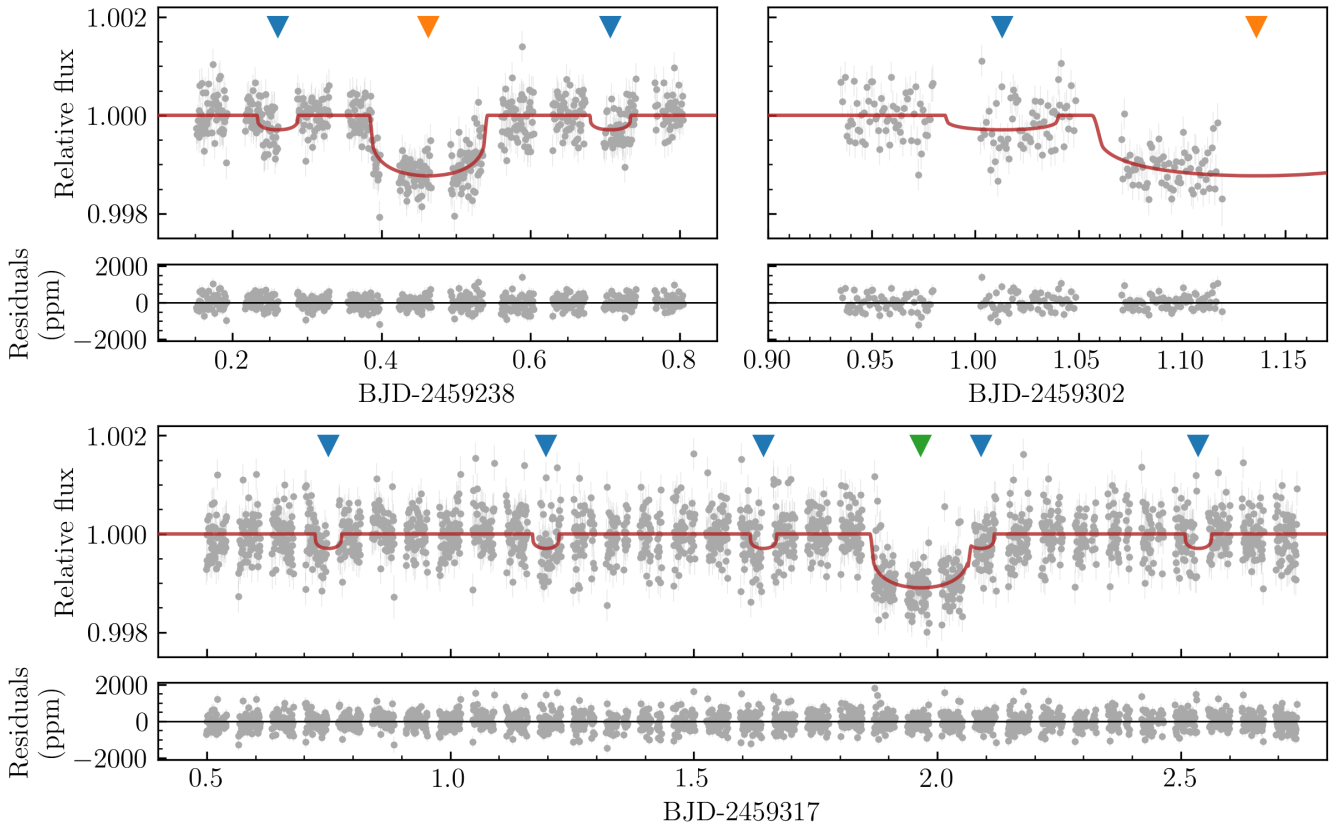 1.002
1.000
0.998
Relative flux
2000
0
−2000
Residuals
(ppm)
0.2 0.4 0.6 0.8
BJD-2459238
0.90 0.95 1.00 1.05 1.10 1.15
BJD-2459302
1.002
1.000
0.998
Relative flux
2000
0
−2000
Residuals
(ppm)
0.5 1.0 1.5 2.0 2.5
BJD-2459317